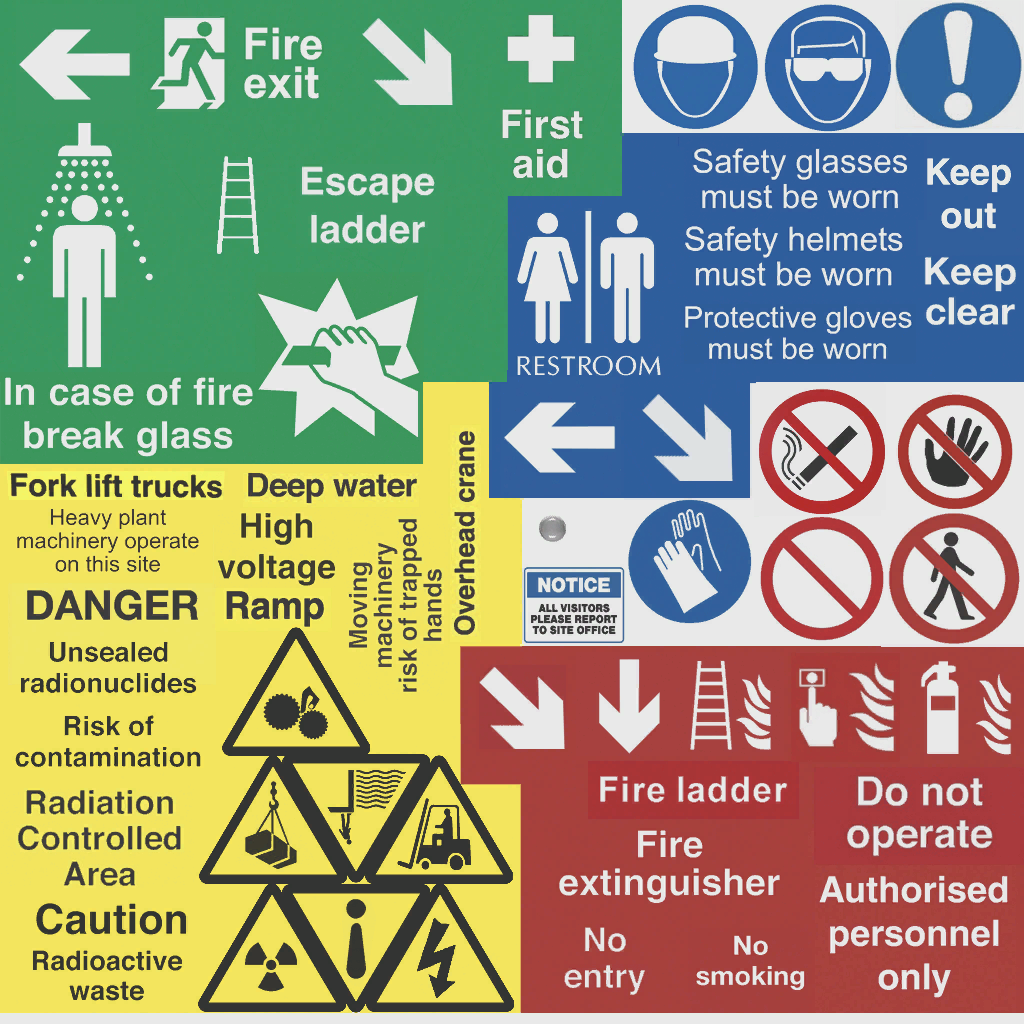 Fire
exit
First
aid
Escape
ladder
In case of fire
break glass
Safety glasses
must be worn
Safety helmets
must be worn
Protective gloves
must be worn
Keep
out
Keep
clear
RESTROOM
Fork lift trucks
Heavy plant
machinery operate
on this site
DANGER
Unsealed
radionuclides
Risk of
contamination
Radiation
Controlled
Area
Caution
Radioactive
waste
Deep water
High
voltage
Ramp
Moving
machinery
risk of trapped
hands
Overhead crane
NOTICE
ALL VISITORS
PLEASE REPORT
TO SITE OFFICE
Fire ladder
Fire
extinguisher
No
entry
No
smoking
Do not
operate
Authorised
personnel
only